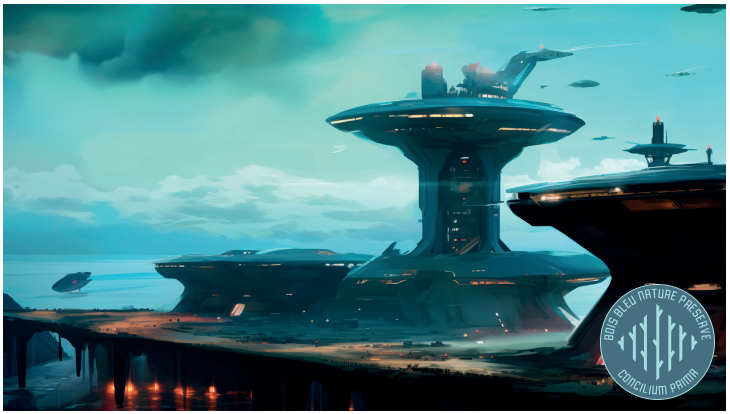 BOIS BLEU NATURE PRESERVE
CONCILIUM PRIMA